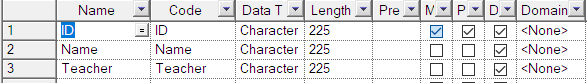 Name Code Data T Length Pre M P D Domain
1 ID = ID Character 225 <None>
2 Name Name Character 225 <None>
3 Teacher Teacher Character 225 <None>